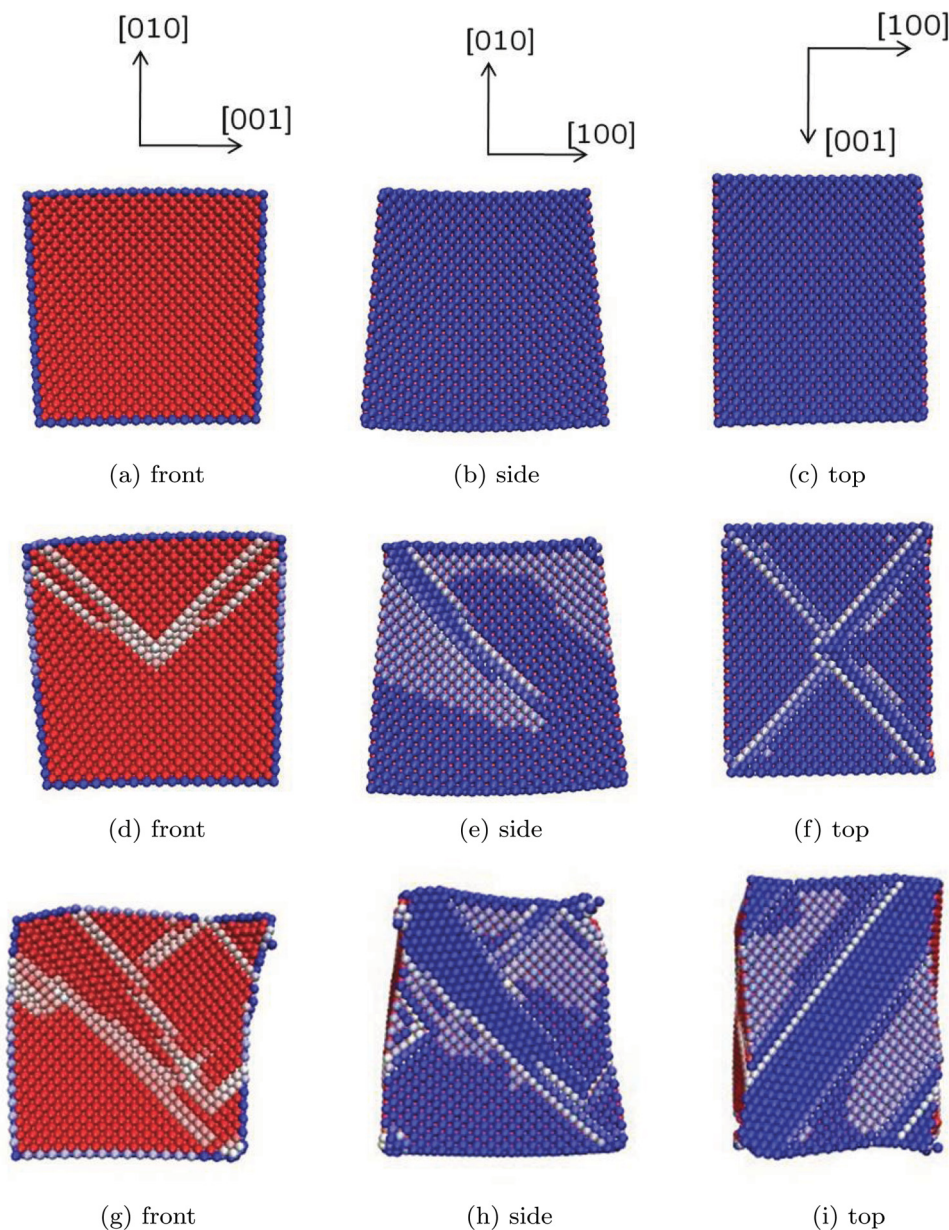 [010]
[001]
[010]
[100]
[100]
[001]
(a) front
(b) side
(c) top
(d) front
(e) side
(f) top
(g) front
(h) side
(i) top